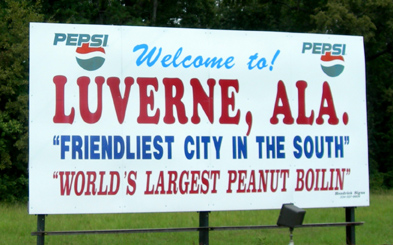 PEPSI PEPSI
Welcome to!
LUVERNE, ALA.
"FRIENDLIEST CITY IN THE SOUTH"
"WORLD'S LARGEST PEANUT BOILIN"